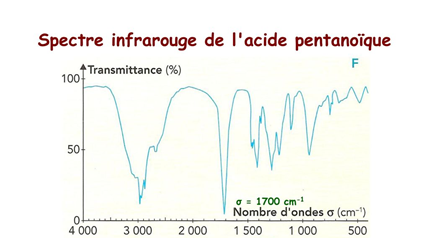 Spectre infrarouge de l'acide pentanoïque
F
Transmittance (%)
100
50
0
σ = 1700 cm⁻¹
Nombre d'ondes σ (cm⁻¹)
4 000 3 000 2 000 1 500 1 000 500